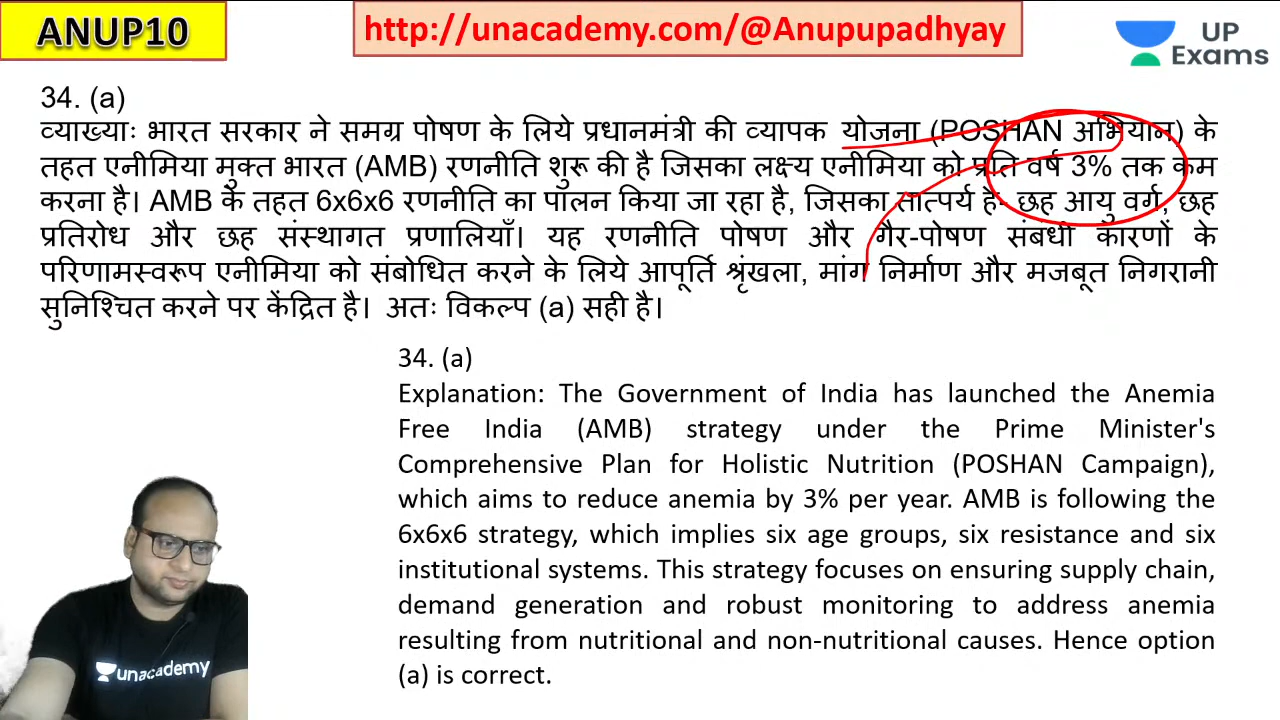 ANUP10
http://unacademy.com/@Anupupadhyay
UP
Exams
34. (a)
व्याख्याः भारत सरकार ने समग्र पोषण के लिये प्रधानमंत्री की व्यापक योजना (POSHAN अभियान) के
तहत एनीमिया मुक्त भारत (AMB) रणनीति शुरू की है जिसका लक्ष्य एनीमिया को प्रति वर्ष 3% तक कम
करना है। AMB के तहत 6x6x6 रणनीति का पालन किया जा रहा है, जिसका तात्पर्य है- छह आयु वर्ग, छह
प्रतिरोध और छह संस्थागत प्रणालियाँ। यह रणनीति पोषण और गैर-पोषण संबंधी कारणों के
परिणामस्वरूप एनीमिया को संबोधित करने के लिये आपूर्ति श्रृंखला, मांग निर्माण और मजबूत निगरानी
सुनिश्चित करने पर केंद्रित है। अतः विकल्प (a) सही है।
34. (a)
Explanation: The Government of India has launched the Anemia
Free India (AMB) strategy under the Prime Minister's
Comprehensive Plan for Holistic Nutrition (POSHAN Campaign),
which aims to reduce anemia by 3% per year. AMB is following the
6x6x6 strategy, which implies six age groups, six resistance and six
institutional systems. This strategy focuses on ensuring supply chain,
demand generation and robust monitoring to address anemia
resulting from nutritional and non-nutritional causes. Hence option
(a) is correct.
unacademy